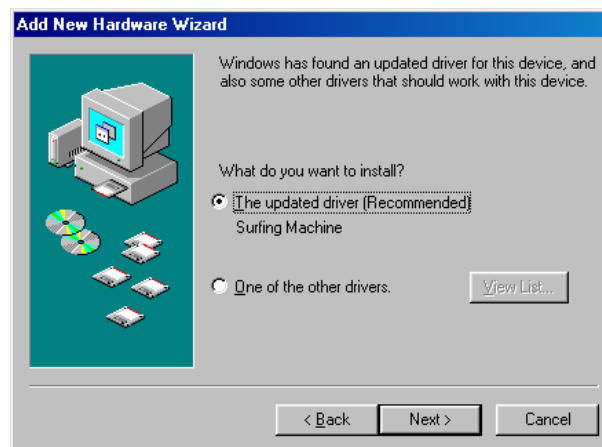 Add New Hardware Wizard
Windows has found an updated driver for this device, and
also some other drivers that should work with this device.
What do you want to install?
The updated driver (Recommended)
Surfing Machine
One of the other drivers.
View List...
< Back
Next >
Cancel